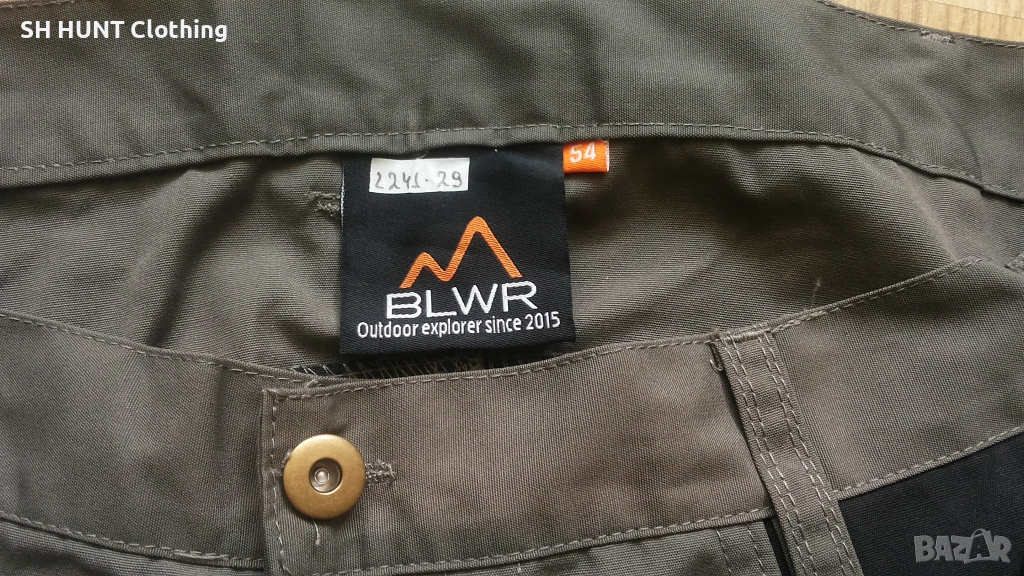 SH HUNT Clothing
54
2241-29
BLWR
Outdoor explorer since 2015
BAZAR